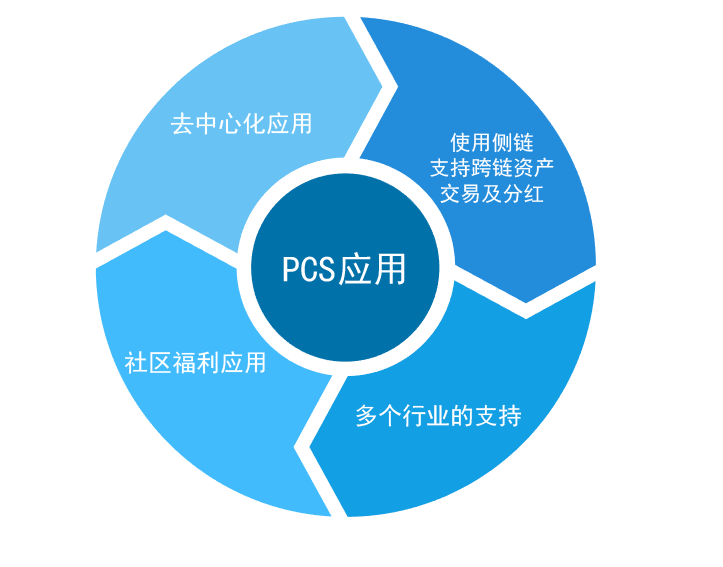 去中心化应用
使用侧链
支持跨链资产
交易及分红
PCS应用
社区福利应用
多个行业的支持